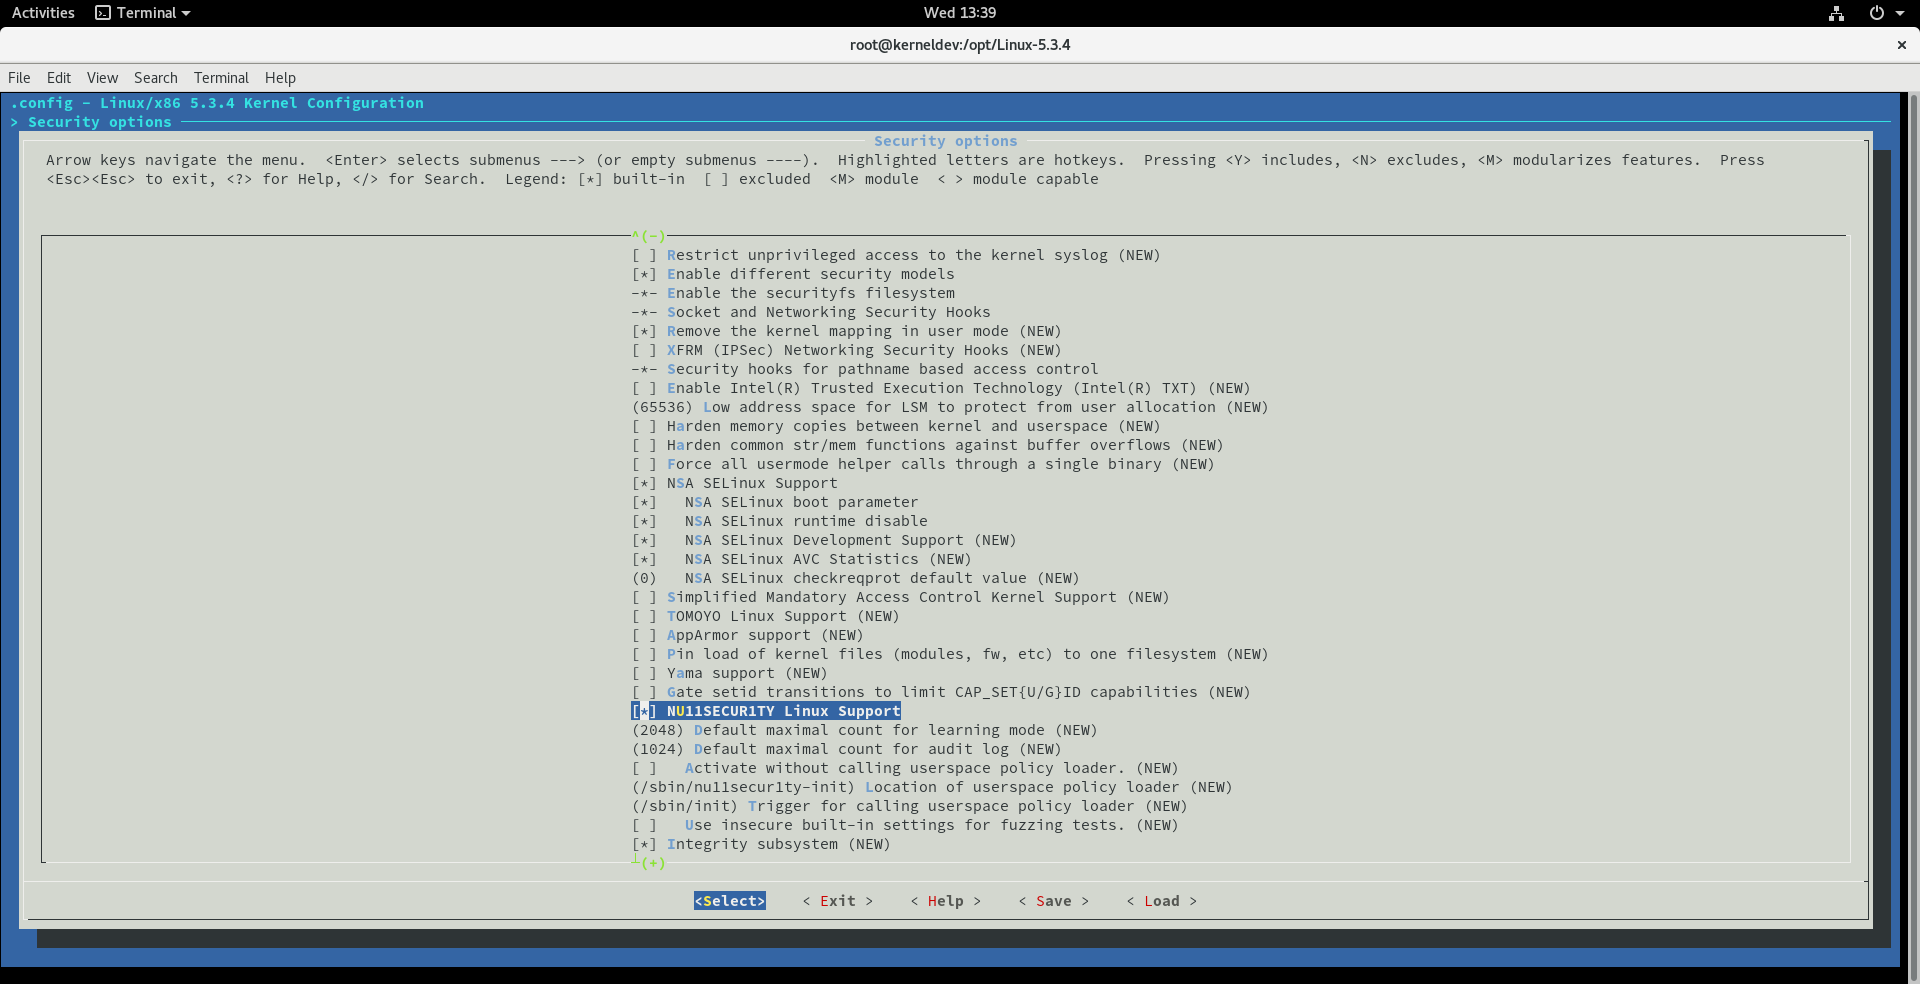 Activities Terminal Wed 13:39
root@kerneldev:/opt/Linux-5.3.4
File Edit View Search Terminal Help
.config - Linux/x86 5.3.4 Kernel Configuration
> Security options
Security options
Arrow keys navigate the menu.  <Enter> selects submenus ---> (or empty submenus ----).  Highlighted letters are hotkeys.  Pressing <Y> includes, <N> excludes, <M> modularizes features.  Press
<Esc><Esc> to exit, <?> for Help, </> for Search.  Legend: [*] built-in  [ ] excluded  <M> module  < > module capable
^(-)
[ ] Restrict unprivileged access to the kernel syslog (NEW)
[*] Enable different security models
-*- Enable the securityfs filesystem
-*- Socket and Networking Security Hooks
[*] Remove the kernel mapping in user mode (NEW)
[ ] XFRM (IPSec) Networking Security Hooks (NEW)
-*- Security hooks for pathname based access control
[ ] Enable Intel(R) Trusted Execution Technology (Intel(R) TXT) (NEW)
(65536) Low address space for LSM to protect from user allocation (NEW)
[ ] Harden memory copies between kernel and userspace (NEW)
[ ] Harden common str/mem functions against buffer overflows (NEW)
[ ] Force all usermode helper calls through a single binary (NEW)
[*] NSA SELinux Support
[*]   NSA SELinux boot parameter
[*]   NSA SELinux runtime disable
[*]   NSA SELinux Development Support (NEW)
[*]   NSA SELinux AVC Statistics (NEW)
(0)   NSA SELinux checkreqprot default value (NEW)
[ ] Simplified Mandatory Access Control Kernel Support (NEW)
[ ] TOMOYO Linux Support (NEW)
[ ] AppArmor support (NEW)
[ ] Pin load of kernel files (modules, fw, etc) to one filesystem (NEW)
[ ] Yama support (NEW)
[ ] Gate setid transitions to limit CAP_SET{U/G}ID capabilities (NEW)
[*] NU11SECUR1TY Linux Support
(2048) Default maximal count for learning mode (NEW)
(1024) Default maximal count for audit log (NEW)
[ ]   Activate without calling userspace policy loader. (NEW)
(/sbin/nu11secur1ty-init) Location of userspace policy loader (NEW)
(/sbin/init) Trigger for calling userspace policy loader (NEW)
[ ]   Use insecure built-in settings for fuzzing tests. (NEW)
[*] Integrity subsystem (NEW)
┴(+)
<Select>    < Exit >    < Help >    < Save >    < Load >